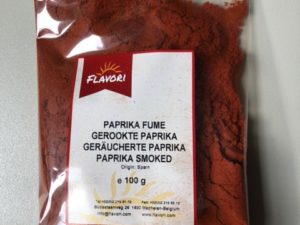 FLAVORI
PAPRIKA FUME
GEROOKTE PAPRIKA
GERÄUCHERTE PAPRIKA
PAPRIKA SMOKED
Origin: Spain
e 100 g
www.flavori.com